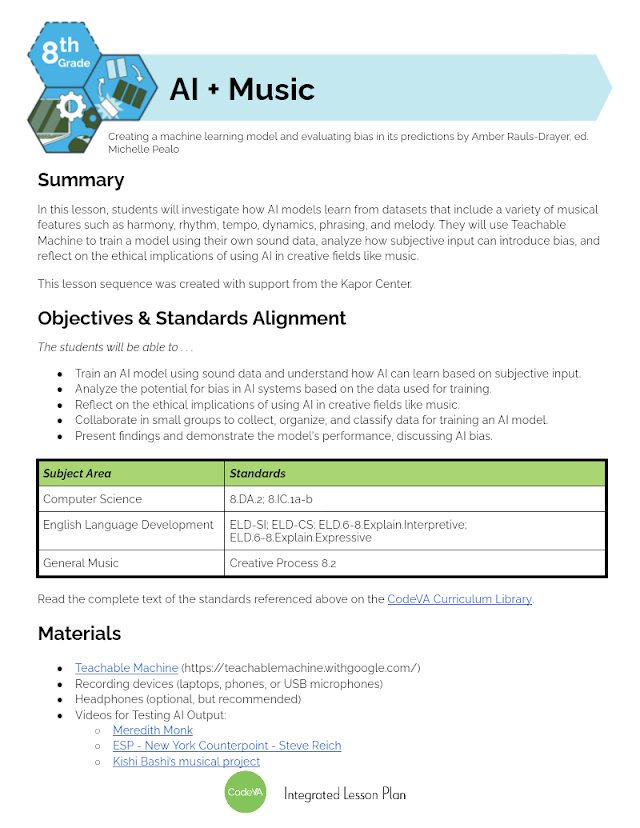 8th
Grade
AI + Music
Creating a machine learning model and evaluating bias in its predictions by Amber Rauls-Drayer, ed.
Michelle Pealo
Summary
In this lesson, students will investigate how AI models learn from datasets that include a variety of musical
features such as harmony, rhythm, tempo, dynamics, phrasing, and melody. They will use Teachable
Machine to train a model using their own sound data, analyze how subjective input can introduce bias, and
reflect on the ethical implications of using AI in creative fields like music.
This lesson sequence was created with support from the Kapor Center.
Objectives & Standards Alignment
The students will be able to . . .
● Train an AI model using sound data and understand how AI can learn based on subjective input.
● Analyze the potential for bias in AI systems based on the data used for training.
● Reflect on the ethical implications of using AI in creative fields like music.
● Collaborate in small groups to collect, organize, and classify data for training an AI model.
● Present findings and demonstrate the model's performance, discussing AI bias.
Subject Area Standards
Computer Science 8.DA.2; 8.IC.1a-b
English Language Development ELD-SI; ELD-CS; ELD.6-8.Explain.Interpretive;
ELD.6-8.Explain.Expressive
General Music Creative Process 8.2
Read the complete text of the standards referenced above on the CodeVA Curriculum Library.
Materials
● Teachable Machine (https://teachablemachine.withgoogle.com/)
● Recording devices (laptops, phones, or USB microphones)
● Headphones (optional, but recommended)
● Videos for Testing AI Output:
○ Meredith Monk
○ ESP - New York Counterpoint - Steve Reich
○ Kishi Bashi's musical project
CodeVA Integrated Lesson Plan